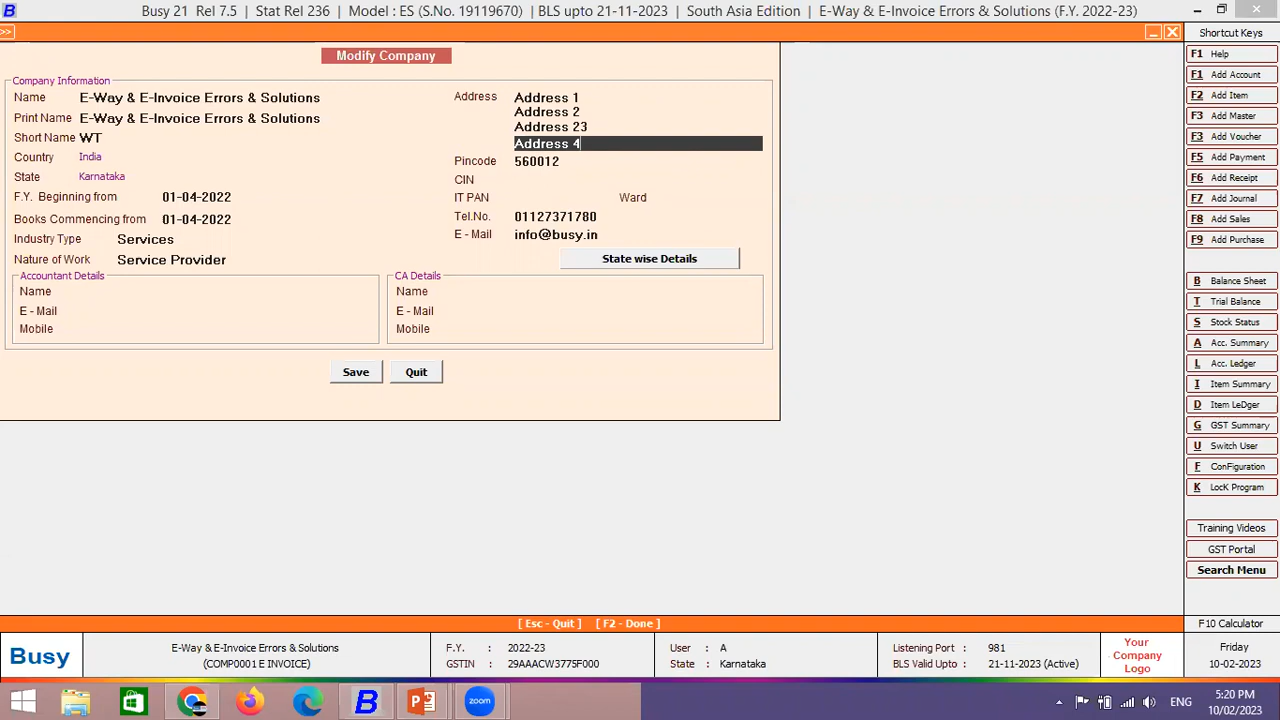 B Busy 21 Rel 7.5 | Stat Rel 236 | Model : ES (S.No. 19119670) | BLS upto 21-11-2023 | South Asia Edition | E-Way & E-Invoice Errors & Solutions (F.Y. 2022-23)
>>
Modify Company
Company Information
Name E-Way & E-Invoice Errors & Solutions
Print Name E-Way & E-Invoice Errors & Solutions
Short Name WT
Country India
State Karnataka
F.Y. Beginning from 01-04-2022
Books Commencing from 01-04-2022
Industry Type Services
Nature of Work Service Provider
Address Address 1
Address 2
Address 23
Address 4
Pincode 560012
CIN
IT PAN Ward
Tel.No. 01127371780
E - Mail info@busy.in
State wise Details
Accountant Details
Name
E - Mail
Mobile
CA Details
Name
E - Mail
Mobile
Save Quit
Shortcut Keys
F1 Help
F1 Add Account
F2 Add Item
F3 Add Master
F3 Add Voucher
F5 Add Payment
F6 Add Receipt
F7 Add Journal
F8 Add Sales
F9 Add Purchase
B Balance Sheet
T Trial Balance
S Stock Status
A Acc. Summary
L Acc. Ledger
I Item Summary
D Item LeDger
G GST Summary
U Switch User
F ConFiguration
K LocK Program
Training Videos
GST Portal
Search Menu
[ Esc - Quit ] [ F2 - Done ]
F10 Calculator
Busy
E-Way & E-Invoice Errors & Solutions
(COMP0001 E INVOICE)
F.Y. : 2022-23
GSTIN : 29AAACW3775F000
User : A
State : Karnataka
Listening Port : 981
BLS Valid Upto : 21-11-2023 (Active)
Your
Company
Logo
Friday
10-02-2023
B
zoom
ENG
5:20 PM
10/02/2023